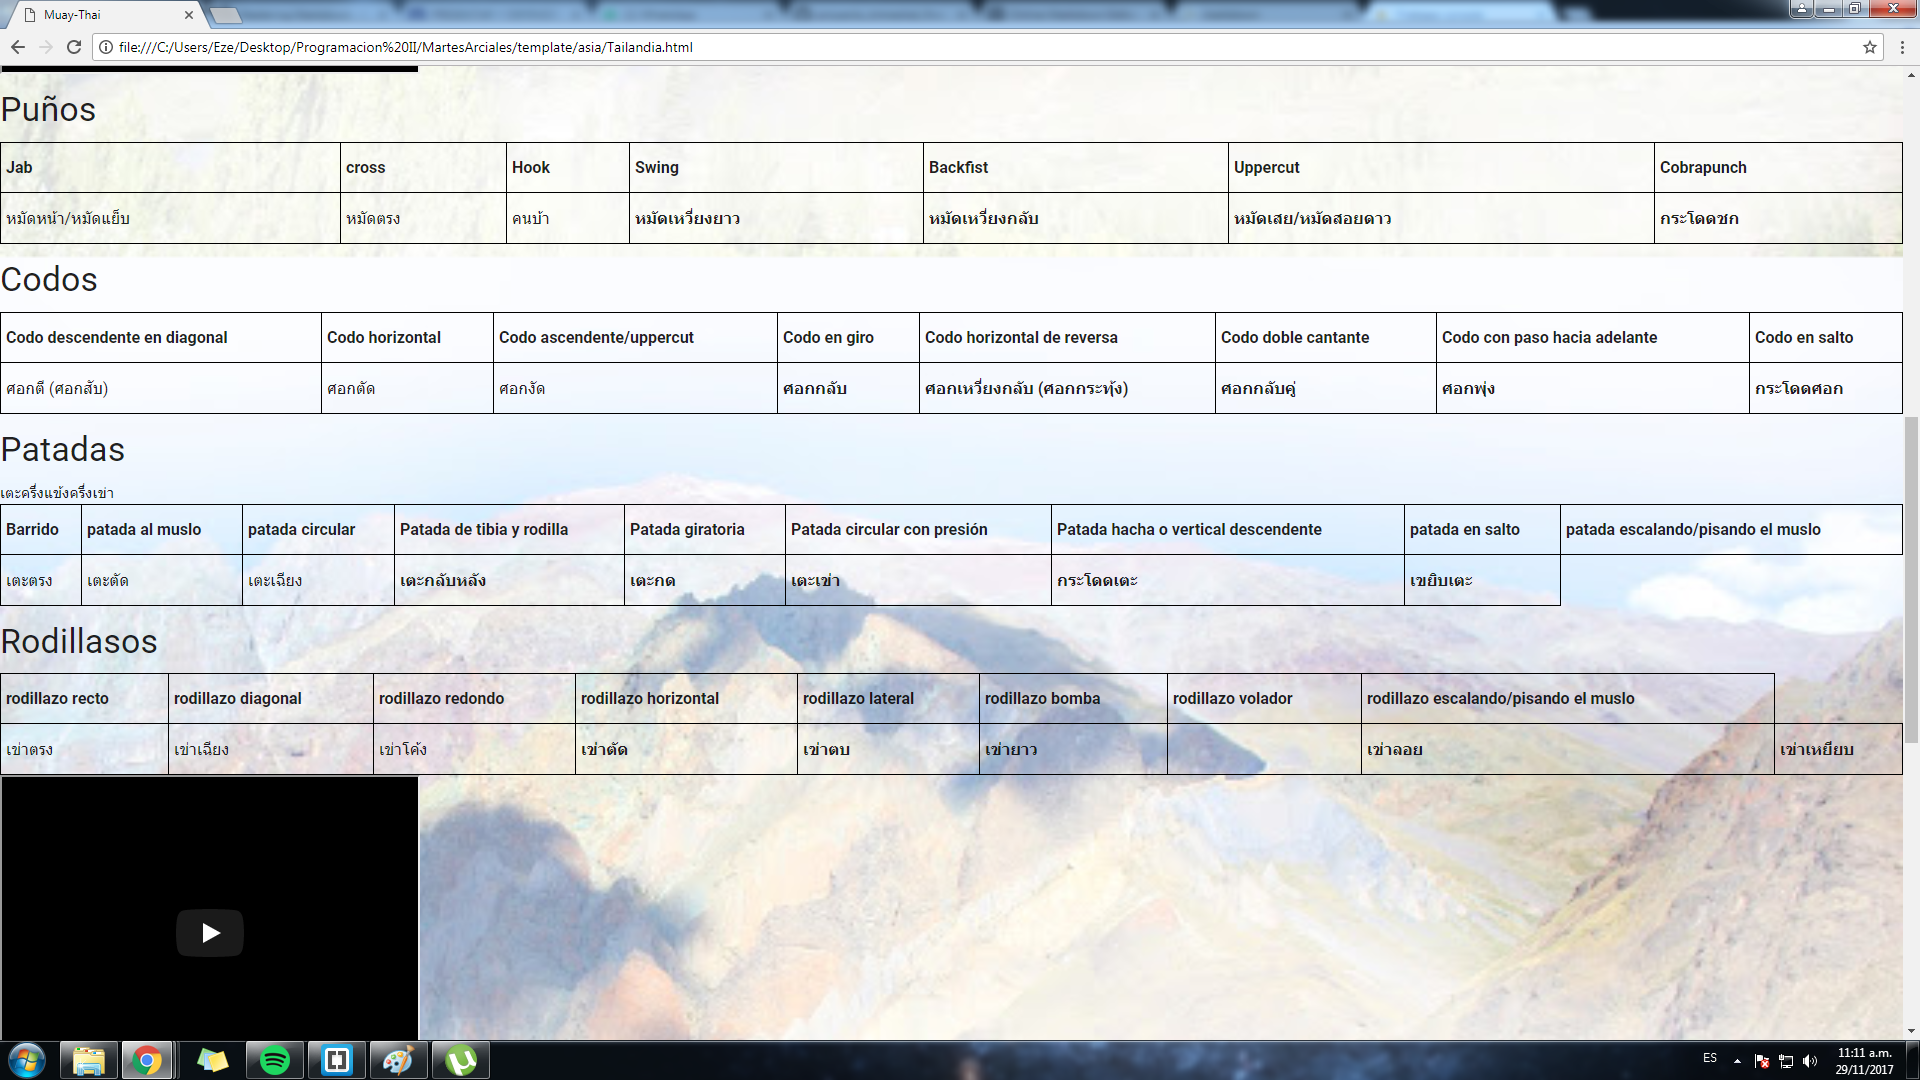 Muay-Thai
file:///C:/Users/Eze/Desktop/Programacion%20II/MartesArciales/template/asia/Tailandia.html
Puños
Jab cross Hook Swing Backfist Uppercut Cobrapunch
หมัดหน้า/หมัดแย็บ หมัดตรง คนบ้า หมัดเหวี่ยงยาว หมัดเหวี่ยงกลับ หมัดเสย/หมัดสอยดาว กระโดดชก
Codos
Codo descendente en diagonal Codo horizontal Codo ascendente/uppercut Codo en giro Codo horizontal de reversa Codo doble cantante Codo con paso hacia adelante Codo en salto
ศอกตี (ศอกสับ) ศอกตัด ศอกงัด ศอกกลับ ศอกเหวี่ยงกลับ (ศอกกระทุ้ง) ศอกกลับคู่ ศอกพุ่ง กระโดดศอก
Patadas
เตะครึ่งแข้งครึ่งเข่า
Barrido patada al muslo patada circular Patada de tibia y rodilla Patada giratoria Patada circular con presión Patada hacha o vertical descendente patada en salto patada escalando/pisando el muslo
เตะตรง เตะตัด เตะเฉียง เตะกลับหลัง เตะกด เตะเข่า กระโดดเตะ เขยิบเตะ
Rodillasos
rodillazo recto rodillazo diagonal rodillazo redondo rodillazo horizontal rodillazo lateral rodillazo bomba rodillazo volador rodillazo escalando/pisando el muslo
เข่าตรง เข่าเฉียง เข่าโค้ง เข่าตัด เข่าตบ เข่ายาว เข่าลอย เข่าเหยียบ
ES
11:11 a.m.
29/11/2017